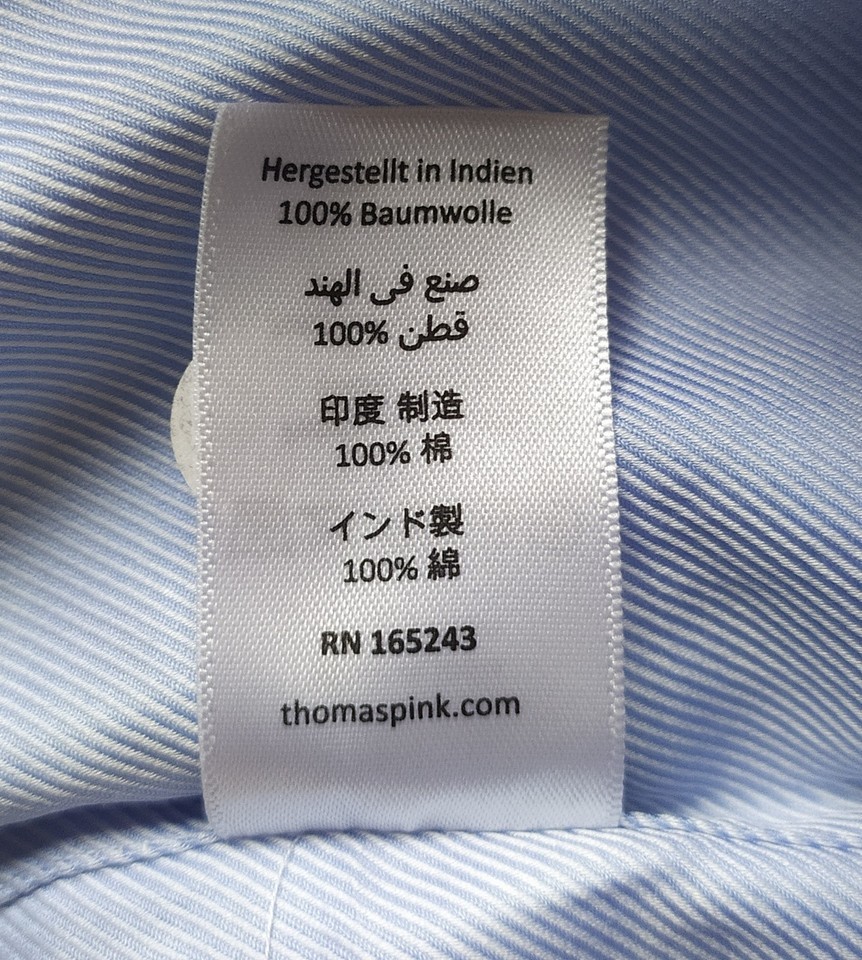 Hergestellt in Indien
100% Baumwolle
صنع فى الهند
100% قطن
印度 制造
100% 棉
インド製
100% 綿
RN 165243
thomaspink.com